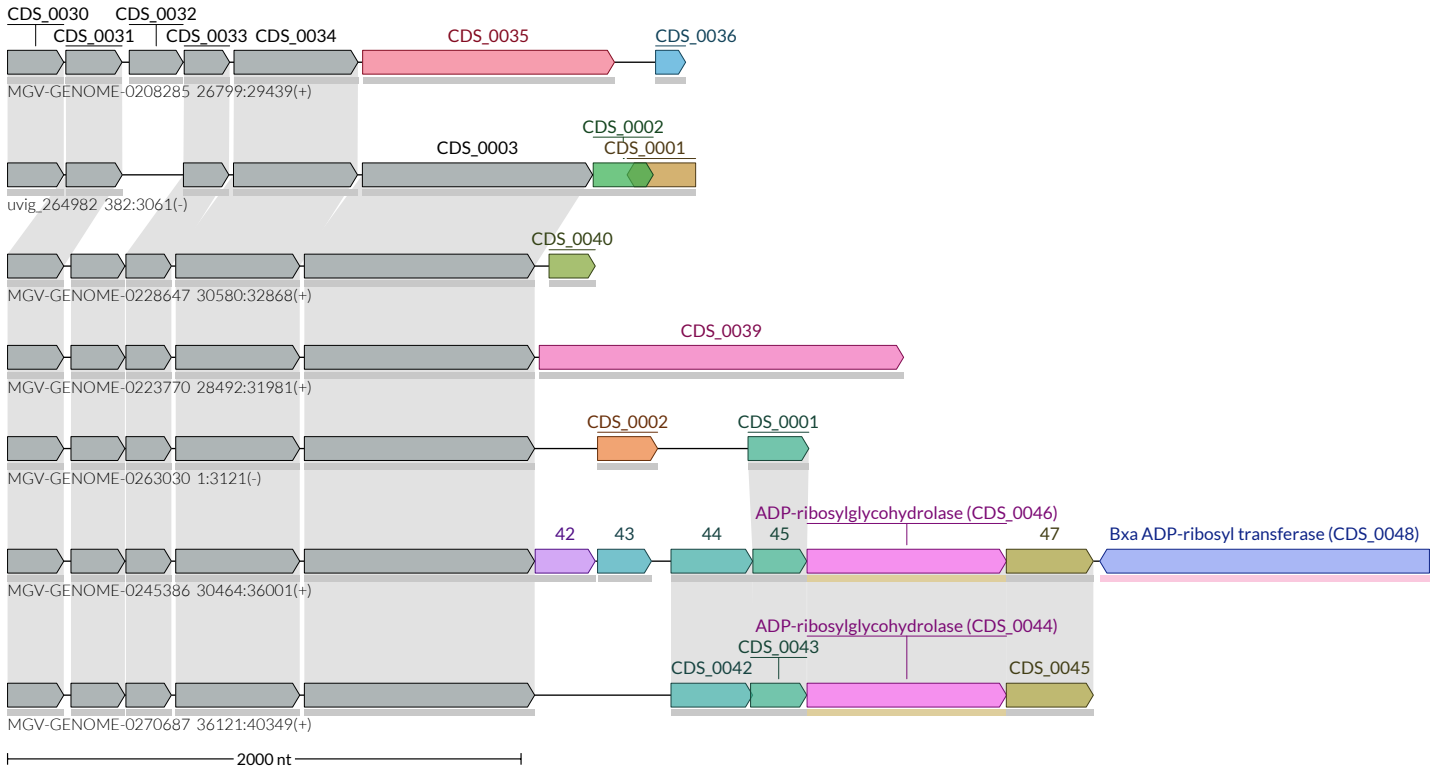 CDS_0030 CDS_0032
CDS_0031 CDS_0033 CDS_0034 CDS_0035 CDS_0036
MGV-GENOME-0208285 26799:29439(+)
CDS_0002
CDS_0003 CDS_0001
uvig_264982 382:3061(-)
CDS_0040
MGV-GENOME-0228647 30580:32868(+)
CDS_0039
MGV-GENOME-0223770 28492:31981(+)
CDS_0002 CDS_0001
MGV-GENOME-0263030 1:3121(-)
ADP-ribosylglycohydrolase (CDS_0046)
42 43 44 45 47 Bxa ADP-ribosyl transferase (CDS_0048)
MGV-GENOME-0245386 30464:36001(+)
ADP-ribosylglycohydrolase (CDS_0044)
CDS_0043
CDS_0042 CDS_0045
MGV-GENOME-0270687 36121:40349(+)
2000 nt